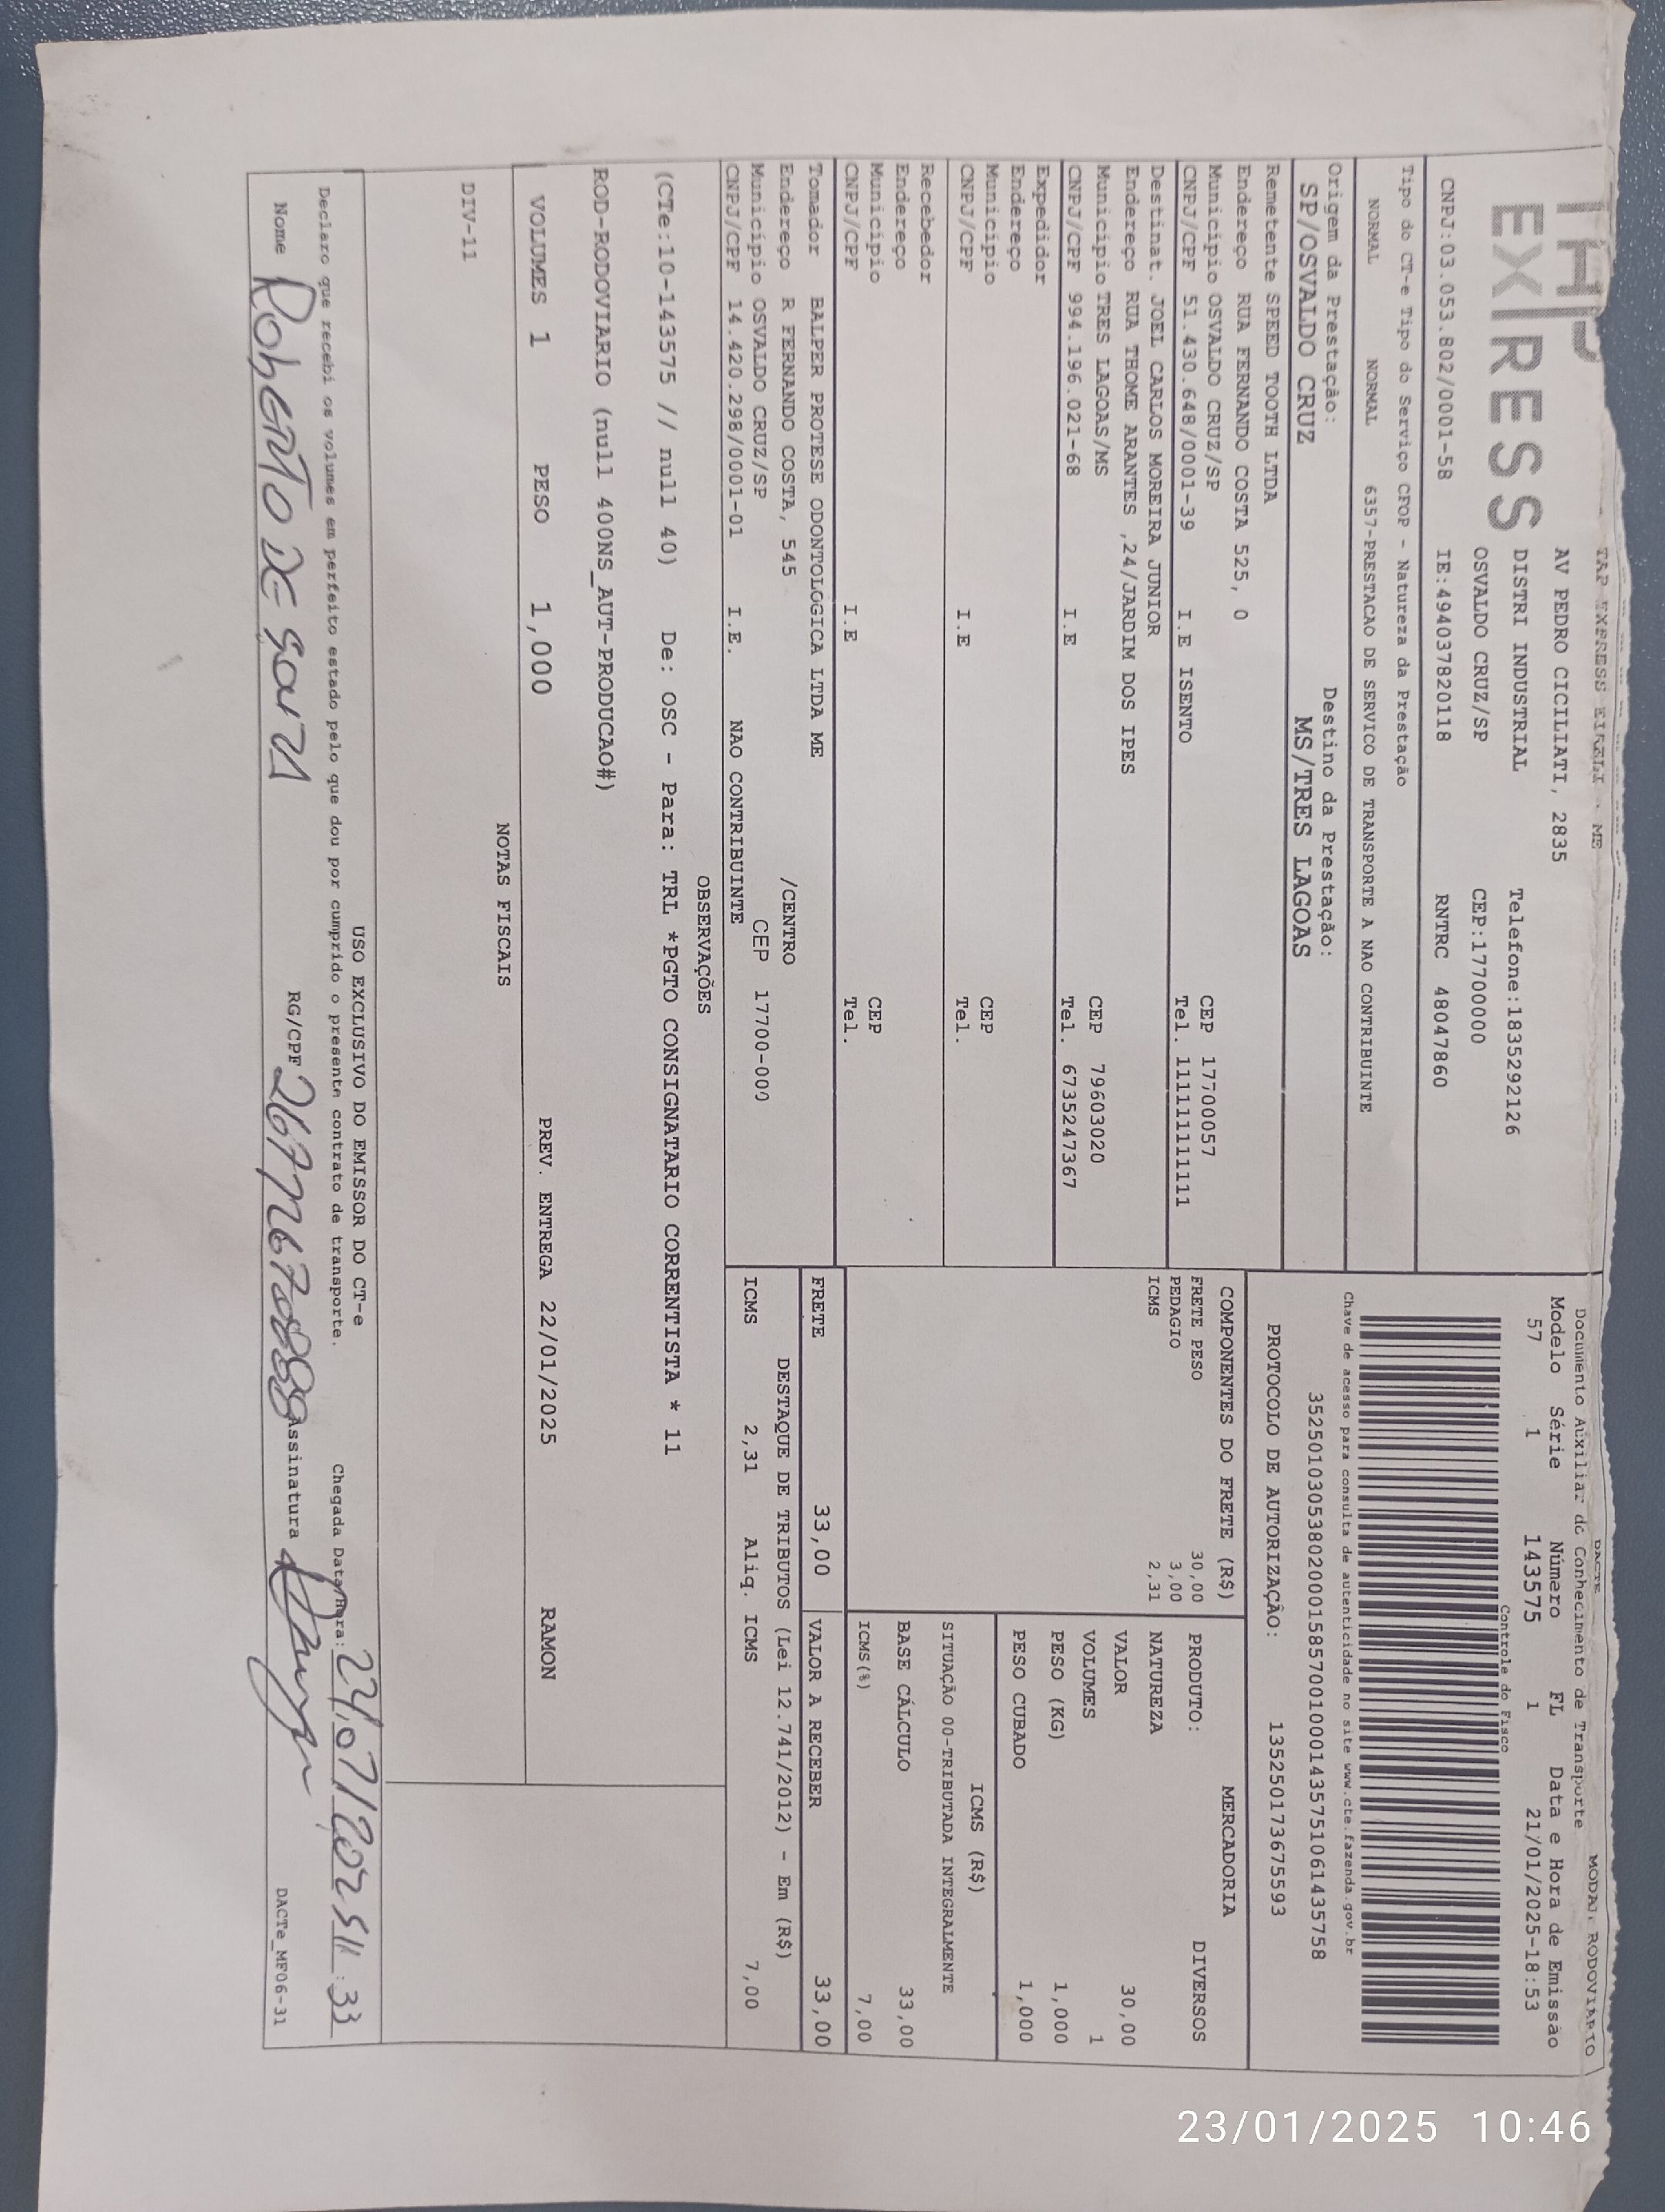 TAP EXPRESS EIRELI - ME
EXPRESS
AV PEDRO CICILIATI, 2835
DISTRI INDUSTRIAL Telefone:1835292126
OSVALDO CRUZ/SP CEP:17700000
CNPJ:03.053.802/0001-58 IE:494037820118 RNTRC 48047860
DACTE MODAL RODOVIARIO
Documento Auxiliar do Conhecimento de Transporte
Modelo Série Número FL Data e Hora de Emissão
57 1 143575 1 21/01/2025-18:53
Controle do Fisco
Chave de acesso para consulta de autenticidade no site www.cte.fazenda.gov.br
35250103053802000158570010001435751061435758
PROTOCOLO DE AUTORIZAÇÃO: 135250173675593
Tipo do CT-e Tipo do Serviço CFOP - Natureza da Prestação
NORMAL NORMAL 6357-PRESTACAO DE SERVICO DE TRANSPORTE A NAO CONTRIBUINTE
Origem da Prestação: Destino da Prestação:
SP/OSVALDO CRUZ MS/TRES LAGOAS
Remetente SPEED TOOTH LTDA
Endereço RUA FERNANDO COSTA 525, 0
Município OSVALDO CRUZ/SP CEP 17700057
CNPJ/CPF 51.430.648/0001-39 I.E ISENTO Tel. 111111111111
Destinat. JOEL CARLOS MOREIRA JUNIOR
Endereço RUA THOME ARANTES ,24/JARDIM DOS IPES
Município TRES LAGOAS/MS CEP 79603020
CNPJ/CPF 994.196.021-68 I.E Tel. 6735247367
Expedidor
Endereço
Município CEP
CNPJ/CPF I.E Tel.
Recebedor
Endereço
Município CEP
CNPJ/CPF I.E Tel.
Tomador BALPER PROTESE ODONTOLOGICA LTDA ME
Endereço R FERNANDO COSTA, 545 /CENTRO
Município OSVALDO CRUZ/SP CEP 17700-000
CNPJ/CPF 14.420.298/0001-01 I.E. NAO CONTRIBUINTE
COMPONENTES DO FRETE (R$)
FRETE PESO 30,00
PEDAGIO 3,00
ICMS 2,31
MERCADORIA
PRODUTO: DIVERSOS
NATUREZA
VALOR 30,00
VOLUMES 1
PESO (KG) 1,000
PESO CUBADO 1,000
ICMS (R$)
SITUAÇÃO 00-TRIBUTADA INTEGRALMENTE
BASE CÁLCULO 33,00
ICMS(%) 7,00
FRETE 33,00 VALOR A RECEBER 33,00
DESTAQUE DE TRIBUTOS (Lei 12.741/2012) - Em (R$)
ICMS 2,31 Aliq. ICMS 7,00
OBSERVAÇÕES
(CTe:10-143575 // null 40) De: OSC - Para: TRL *PGTO CONSIGNATARIO CORRENTISTA * 11
ROD-RODOVIARIO (null 400NS_AUT-PRODUCAO#)
VOLUMES 1 PESO 1,000 PREV. ENTREGA 22/01/2025 RAMON
NOTAS FISCAIS
DIV-11
USO EXCLUSIVO DO EMISSOR DO CT-e
Declaro que recebi os volumes em perfeito estado pelo que dou por cumprido o presente contrato de transporte. Chegada Data/Hora:
Nome Roberto de RG/CPF Assinatura
DACTe_MF06-31
23/01/2025 10:46